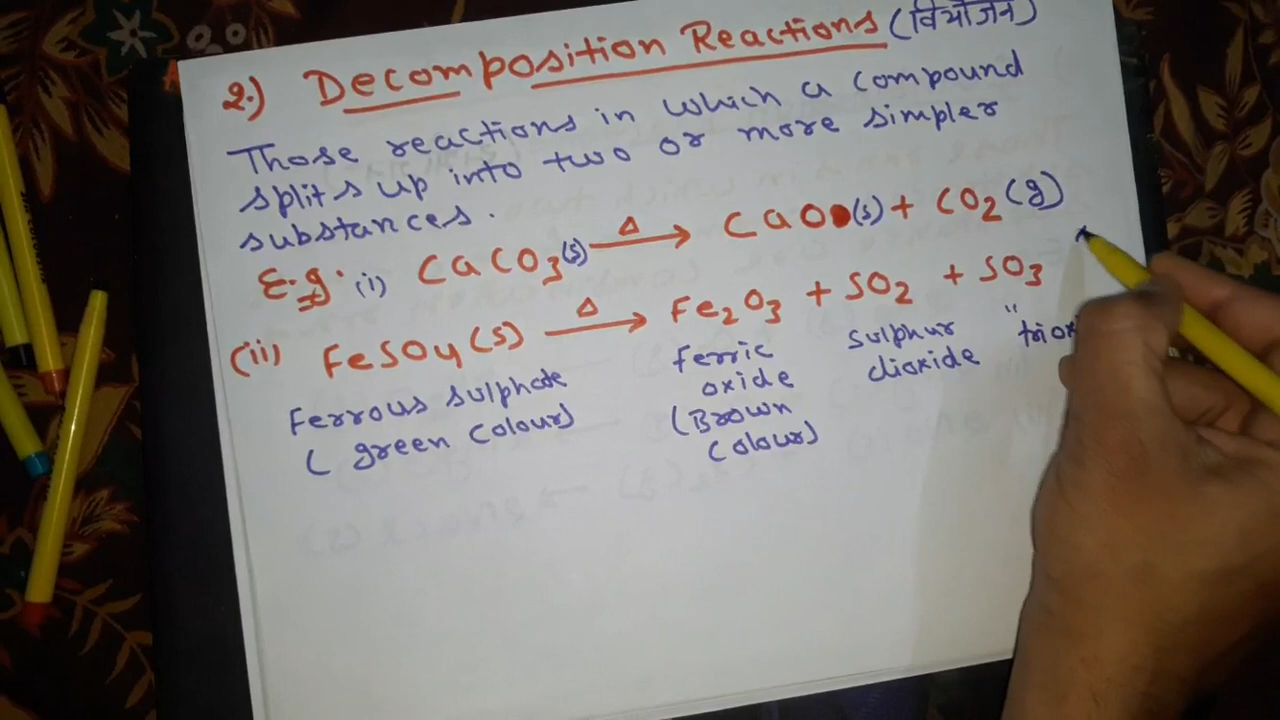 2.) Decomposition Reactions (वियोजन)
Those reactions in which a compound
splits up into two or more simpler
substances.
E.g. (i) CaCO3(s) Δ→ CaO(s) + CO2(g)
(ii) FeSO4(s) Δ→ Fe2O3 + SO2 + SO3
Ferrous sulphate
(green colour)
Ferric
oxide
(Brown
colour)
sulphur
dioxide
"